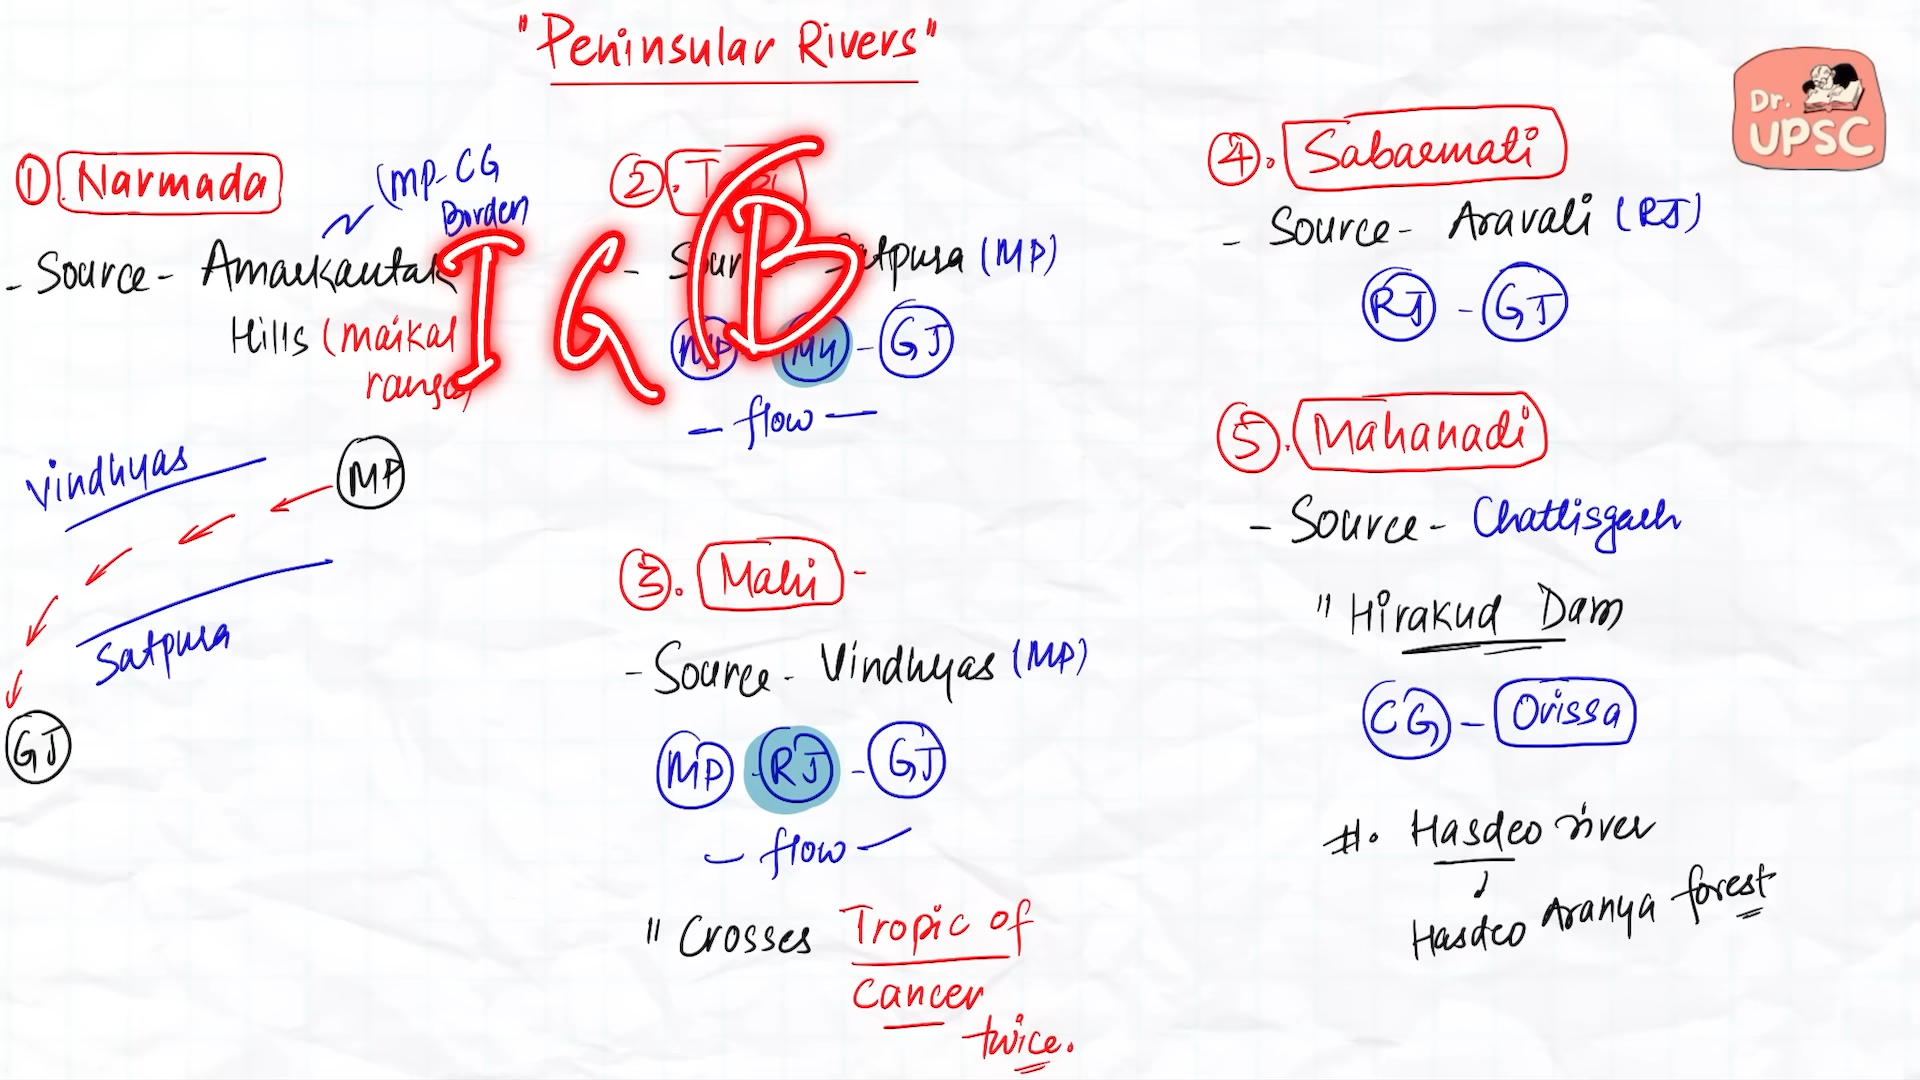 "Peninsular Rivers"
Dr.
UPSC
① Narmada
(MP-CG
Border
- Source - Amarkantak
Hills (maikal
range)
Vindhyas
MP
Satpura
GJ
I G B
②.
- Satpura (MP)
MP MH - GJ
- flow -
③. Mahi -
- Source - Vindhyas (MP)
MP - RJ - GJ
- flow -
" Crosses Tropic of
Cancer
twice.
④. Sabarmati
- Source - Aravali (RJ)
RJ - GJ
⑤. Mahanadi
- Source - Chattisgarh
" Hirakud Dam
CG - Orissa
#. Hasdeo river
Hasdeo Aranya forest